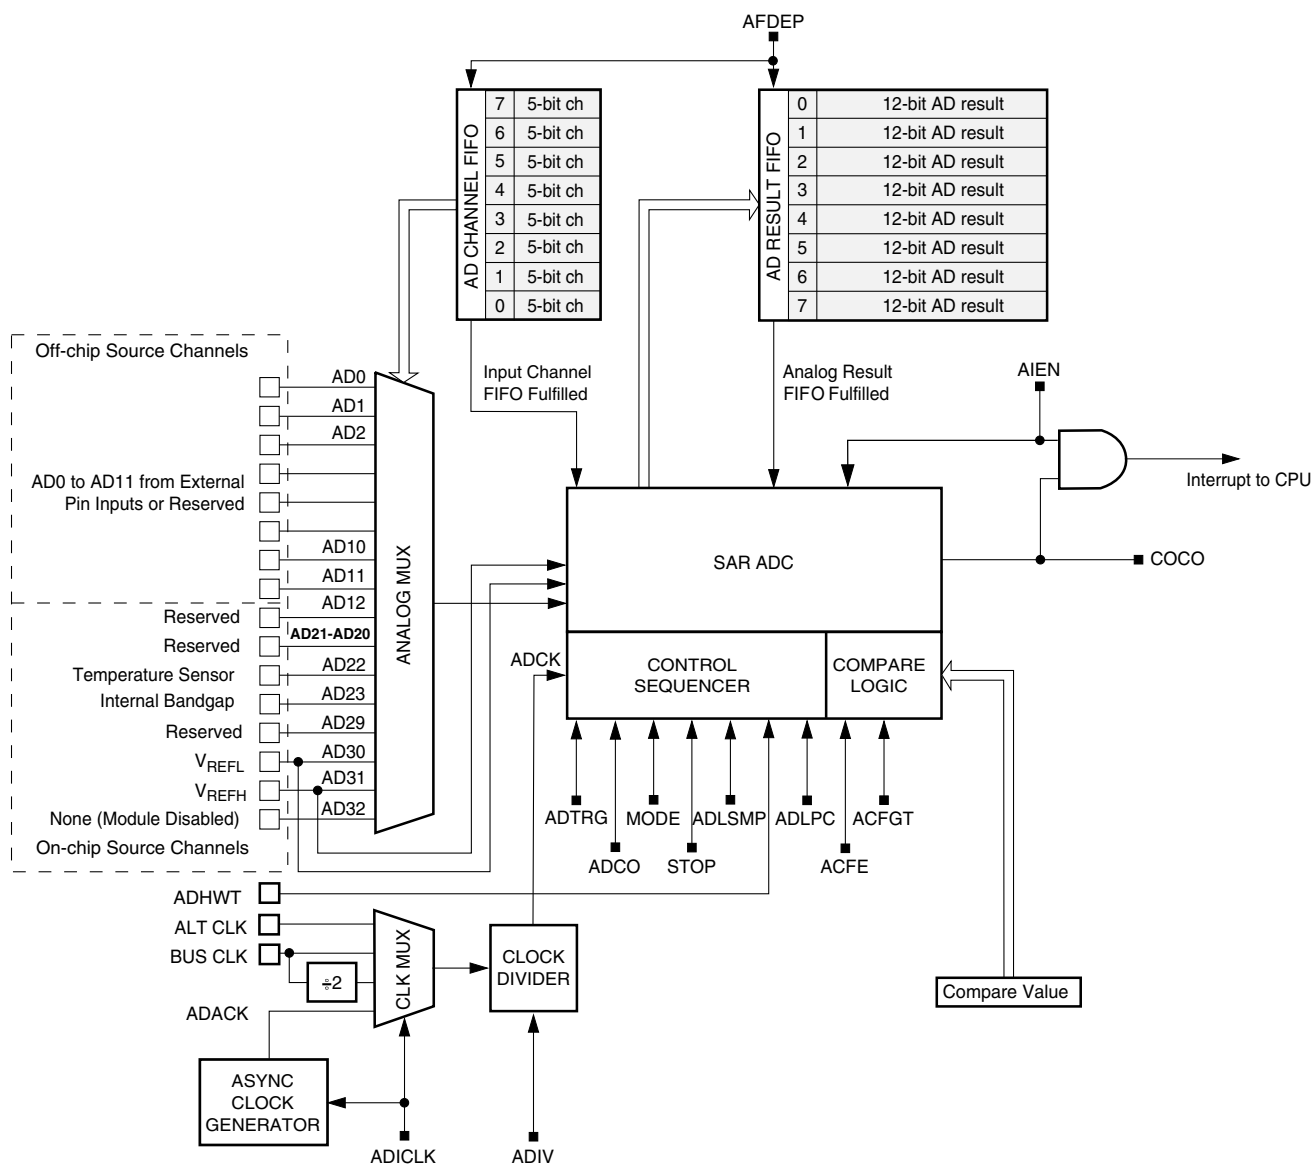 AFDEP
AD CHANNEL FIFO
7 5-bit ch
6 5-bit ch
5 5-bit ch
4 5-bit ch
3 5-bit ch
2 5-bit ch
1 5-bit ch
0 5-bit ch
AD RESULT FIFO
0 12-bit AD result
1 12-bit AD result
2 12-bit AD result
3 12-bit AD result
4 12-bit AD result
5 12-bit AD result
6 12-bit AD result
7 12-bit AD result
Off-chip Source Channels
AD0
AD1
AD2
AD0 to AD11 from External
Pin Inputs or Reserved
AD10
AD11
Reserved AD12
Reserved AD21-AD20
Temperature Sensor AD22
Internal Bandgap AD23
Reserved AD29
VREFL AD30
VREFH AD31
None (Module Disabled) AD32
On-chip Source Channels
ANALOG MUX
Input Channel
FIFO Fulfilled
Analog Result
FIFO Fulfilled
AIEN
Interrupt to CPU
SAR ADC
COCO
ADCK
CONTROL
SEQUENCER
COMPARE
LOGIC
ADTRG
MODE
ADLSMP
ADLPC
ACFGT
ADCO
STOP
ACFE
ADHWT
ALT CLK
BUS CLK
÷2
ADACK
CLK MUX
CLOCK
DIVIDER
Compare Value
ASYNC
CLOCK
GENERATOR
ADICLK
ADIV